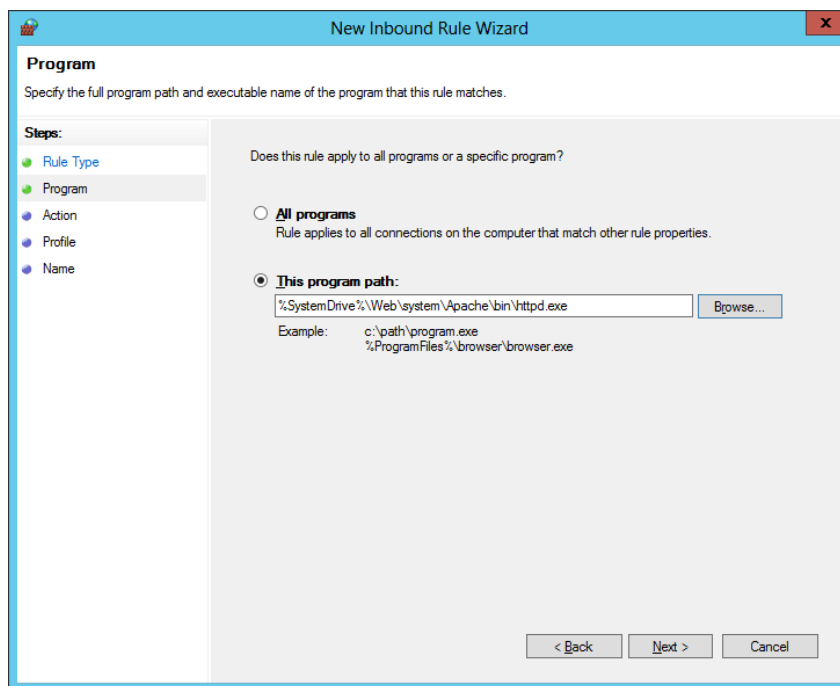 New Inbound Rule Wizard
x
Program
Specify the full program path and executable name of the program that this rule matches.
Steps:
Rule Type
Program
Action
Profile
Name
Does this rule apply to all programs or a specific program?
All programs
Rule applies to all connections on the computer that match other rule properties.
This program path:
%SystemDrive%\Web\system\Apache\bin\httpd.exe
Browse...
Example: c:\path\program.exe
%ProgramFiles%\browser\browser.exe
< Back Next > Cancel